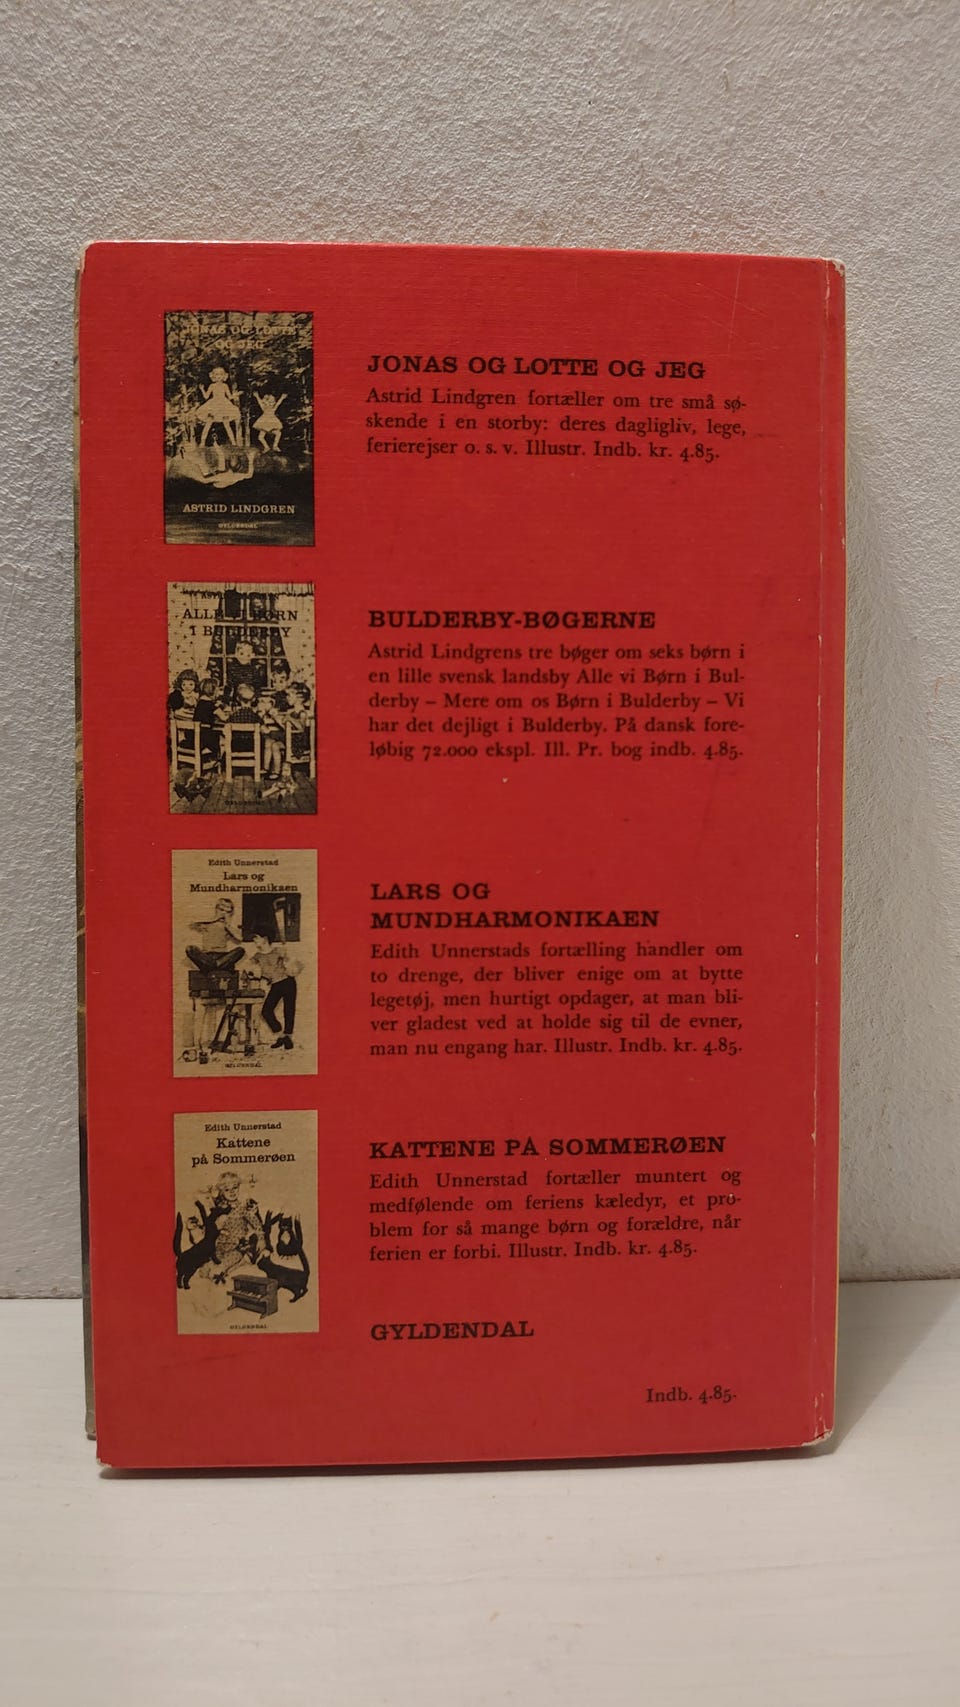 JONAS OG LOTTE
OG JEG
ASTRID LINDGREN
GYLDENDAL
JONAS OG LOTTE OG JEG
Astrid Lindgren fortæller om tre små sø-
skende i en storby: deres dagligliv, lege,
ferierejser o. s. v. Illustr. Indb. kr. 4.85.
ALLE VI BØRN
I BULDERBY
GYLDENDAL
BULDERBY-BØGERNE
Astrid Lindgrens tre bøger om seks børn i
en lille svensk landsby Alle vi Børn i Bul-
derby – Mere om os Børn i Bulderby – Vi
har det dejligt i Bulderby. På dansk fore-
løbig 72.000 ekspl. Ill. Pr. bog indb. 4.85.
Edith Unnerstad
Lars og
Mundharmonikaen
GYLDENDAL
LARS OG
MUNDHARMONIKAEN
Edith Unnerstads fortælling handler om
to drenge, der bliver enige om at bytte
legetøj, men hurtigt opdager, at man bli-
ver gladest ved at holde sig til de evner,
man nu engang har. Illustr. Indb. kr. 4.85.
Edith Unnerstad
Kattene
på Sommerøen
GYLDENDAL
KATTENE PÅ SOMMERØEN
Edith Unnerstad fortæller muntert og
medfølende om feriens kæledyr, et pro-
blem for så mange børn og forældre, når
ferien er forbi. Illustr. Indb. kr. 4.85.
GYLDENDAL
Indb. 4.85.